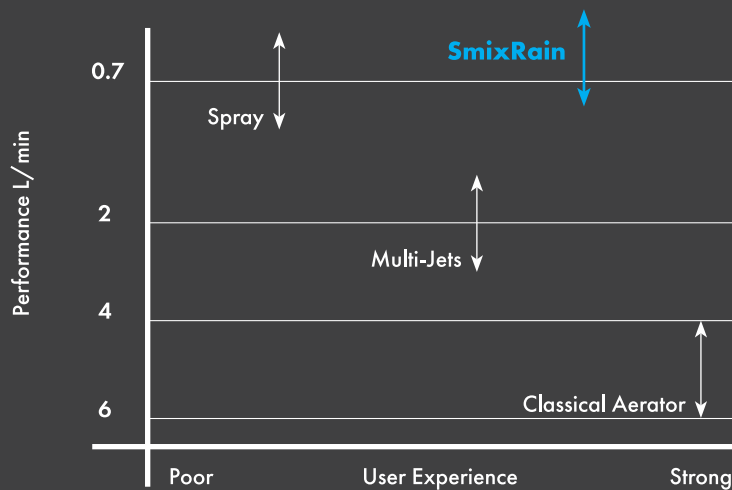 SmixRain
0.7
Spray
Performance L/min
2
Multi-Jets
4
Classical Aerator
6
Poor
User Experience
Strong